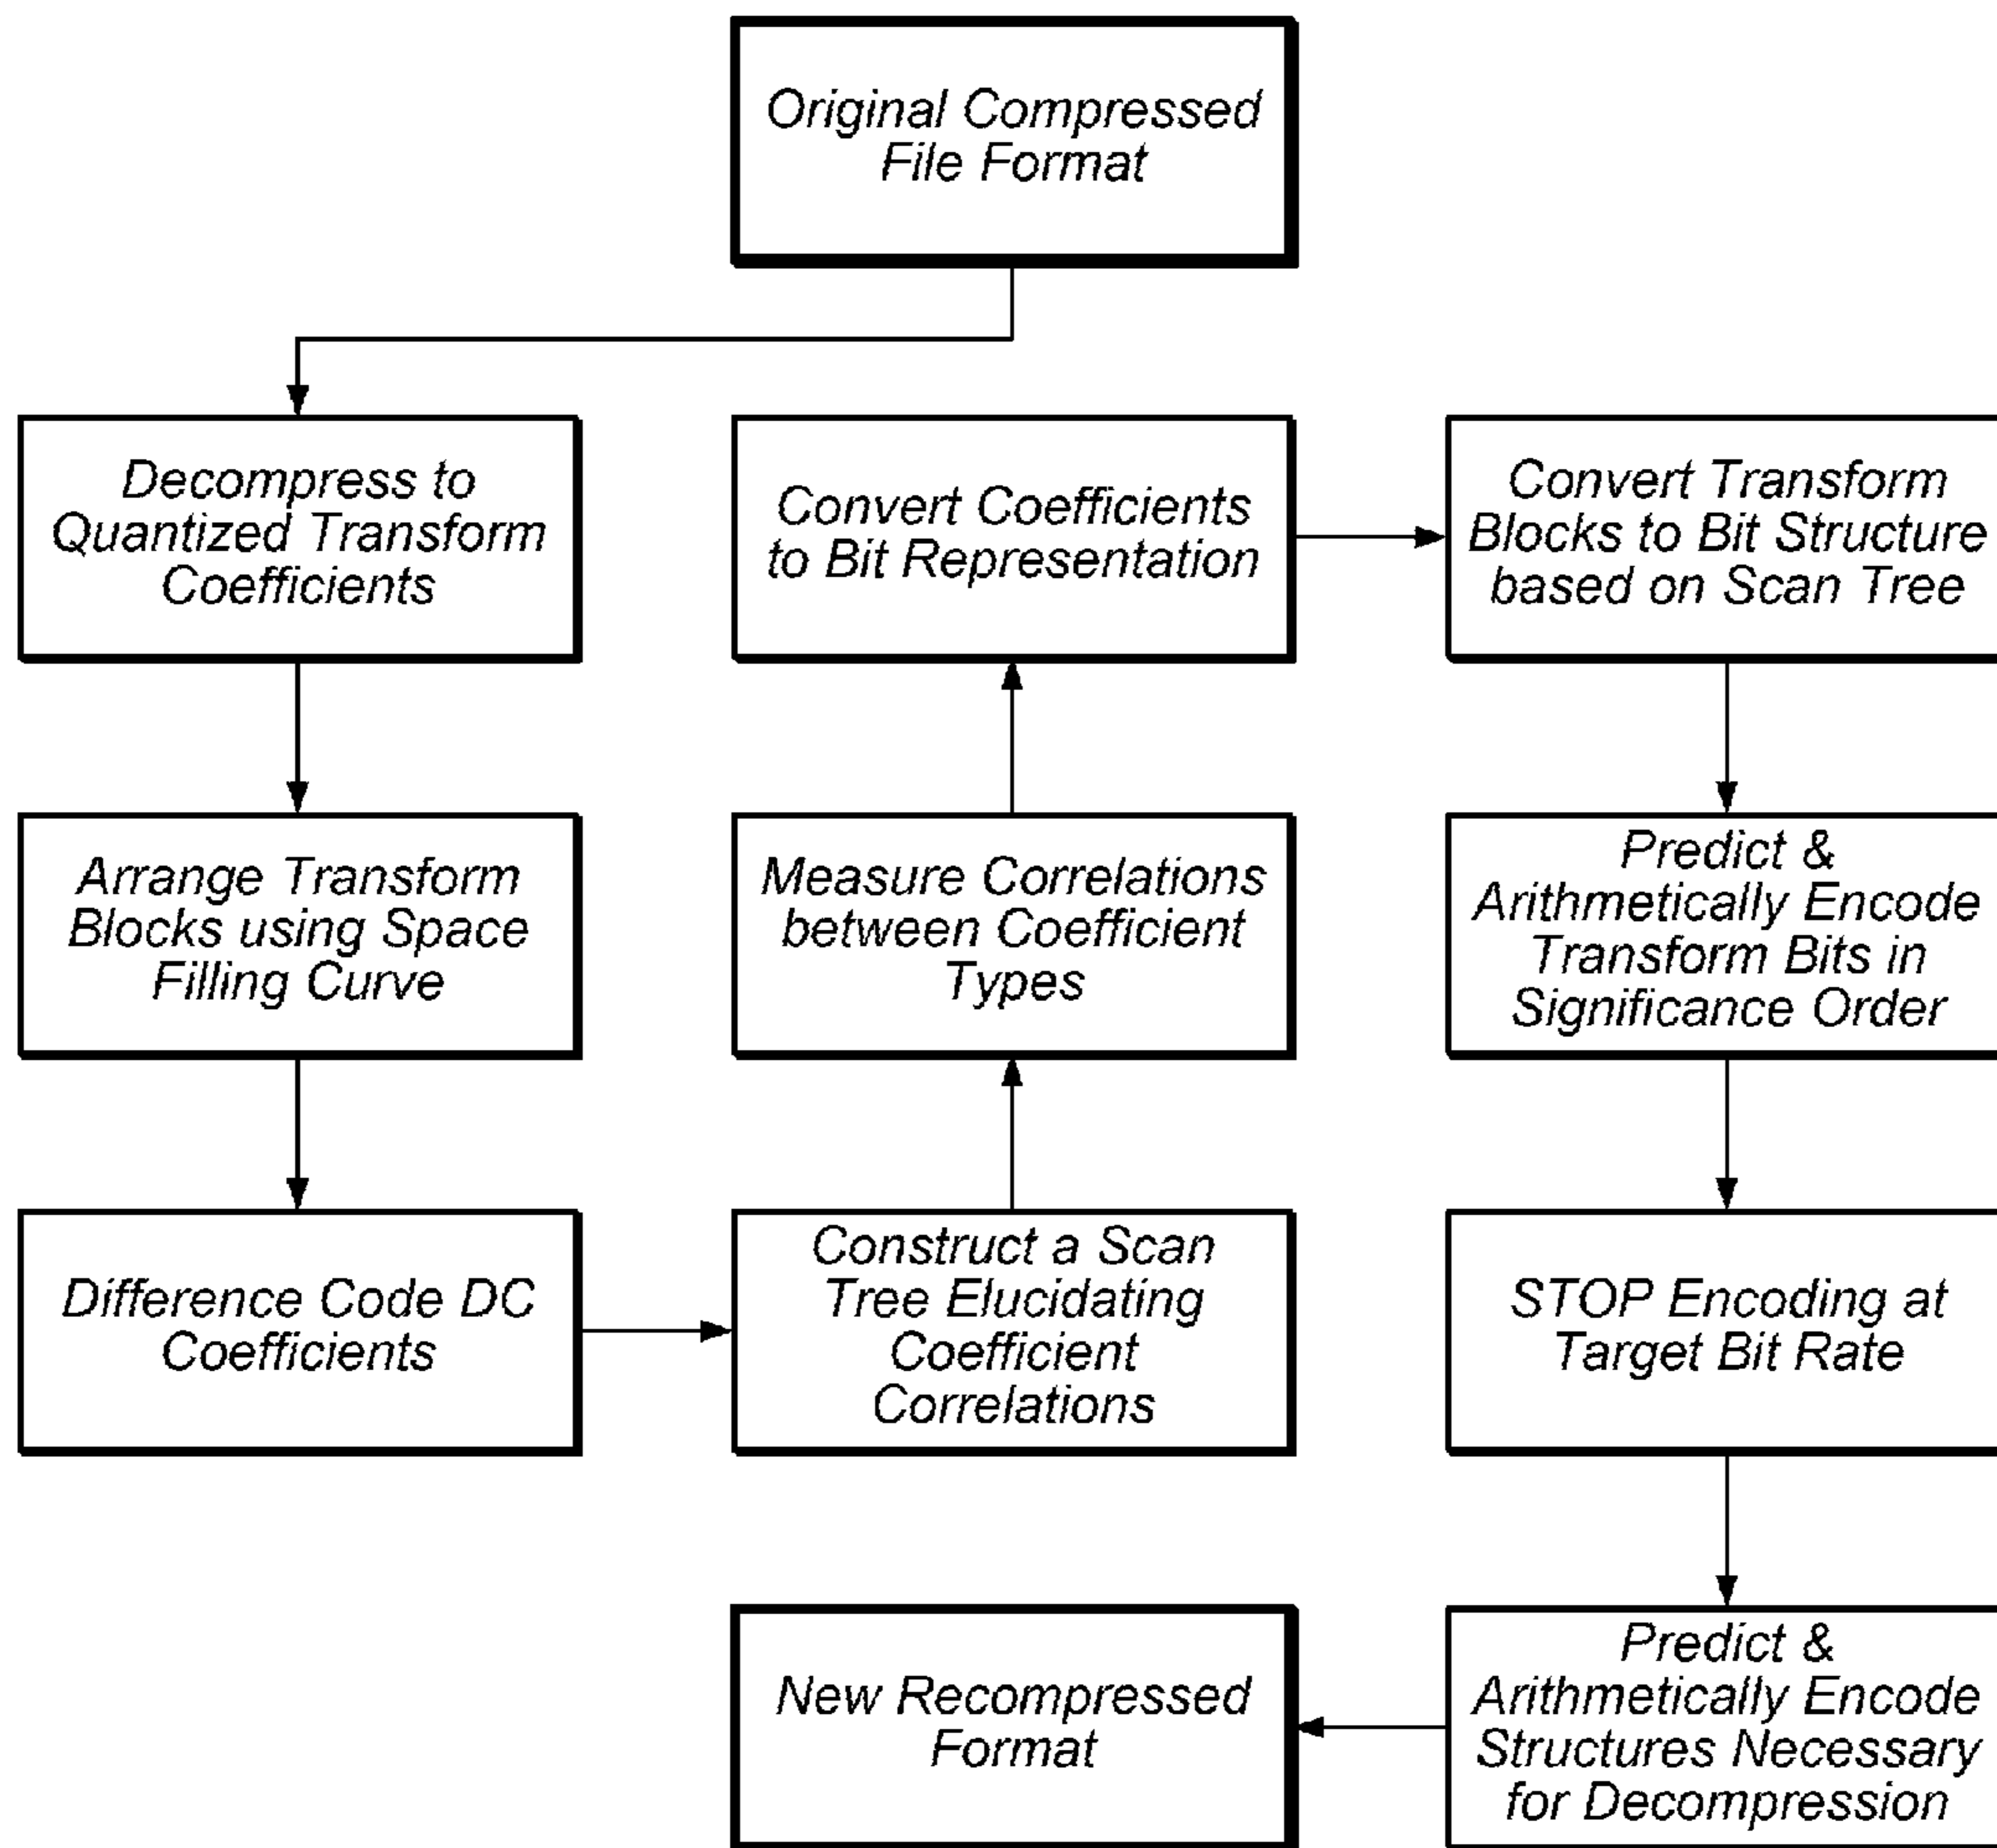 Original Compressed
File Format
Decompress to
Quantized Transform
Coefficients
Arrange Transform
Blocks using Space
Filling Curve
Difference Code DC
Coefficients
Construct a Scan
Tree Elucidating
Coefficient
Correlations
Measure Correlations
between Coefficient
Types
Convert Coefficients
to Bit Representation
Convert Transform
Blocks to Bit Structure
based on Scan Tree
Predict &
Arithmetically Encode
Transform Bits in
Significance Order
STOP Encoding at
Target Bit Rate
Predict &
Arithmetically Encode
Structures Necessary
for Decompression
New Recompressed
Format